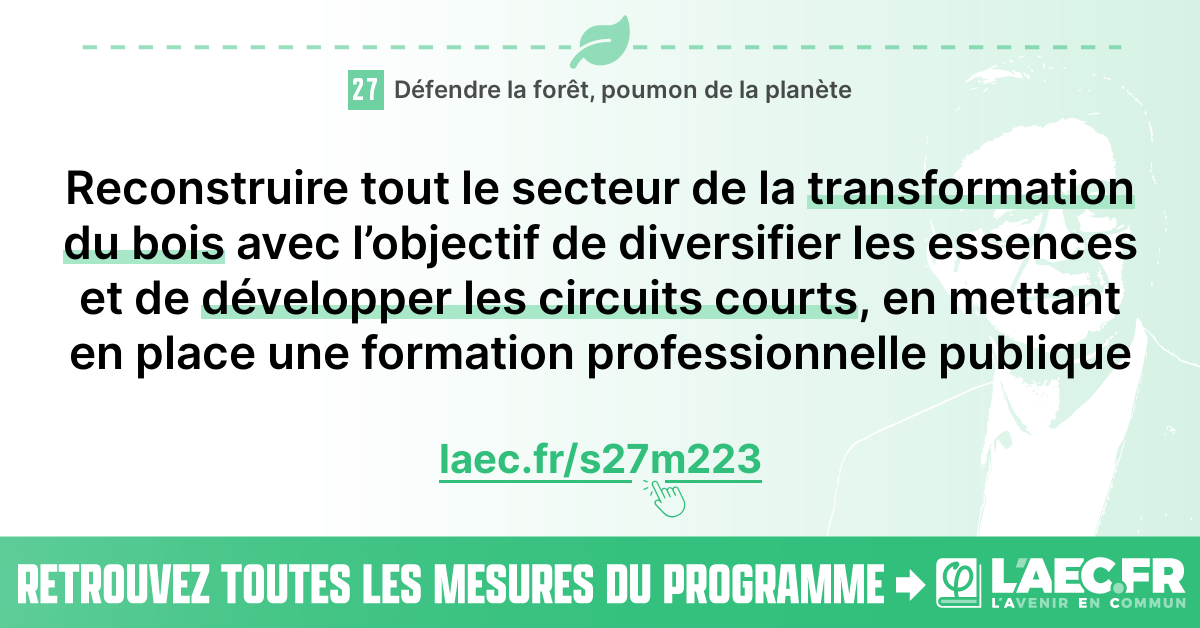 27 Défendre la forêt, poumon de la planète
Reconstruire tout le secteur de la transformation
du bois avec l’objectif de diversifier les essences
et de développer les circuits courts, en mettant
en place une formation professionnelle publique
laec.fr/s27m223
RETROUVEZ TOUTES LES MESURES DU PROGRAMME
L'AEC.FR
L'AVENIR EN COMMUN